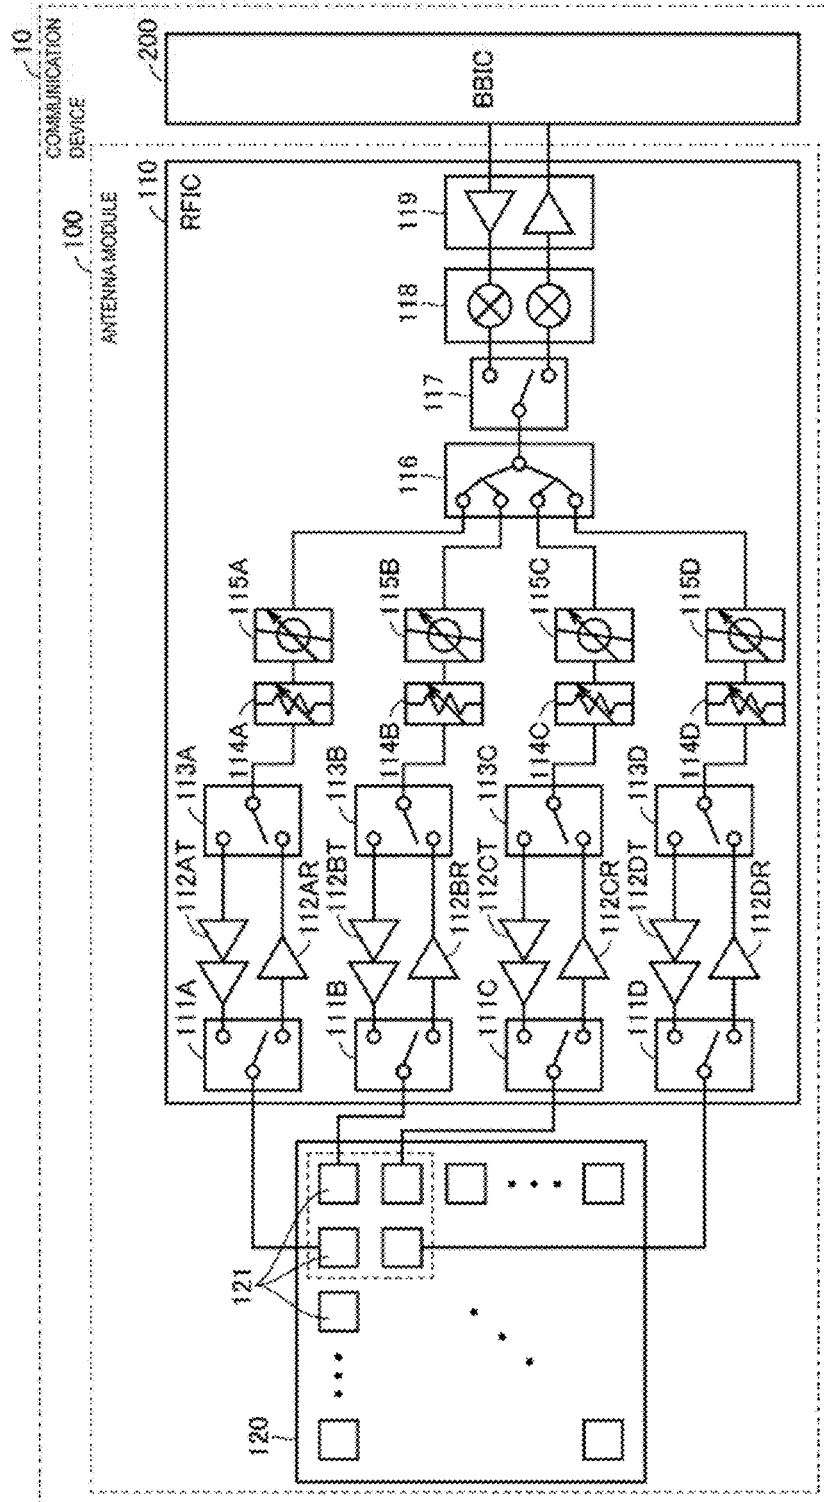 10
COMMUNICATION
DEVICE
200
BBIC
100
ANTENNA MODULE
110
RFIC
119
118
117
116
115A
115B
115C
115D
114A
114B
114C
114D
113A
113B
113C
113D
112AT
112BT
112CT
112DT
112AR
112BR
112CR
112DR
111A
111B
111C
111D
121
120